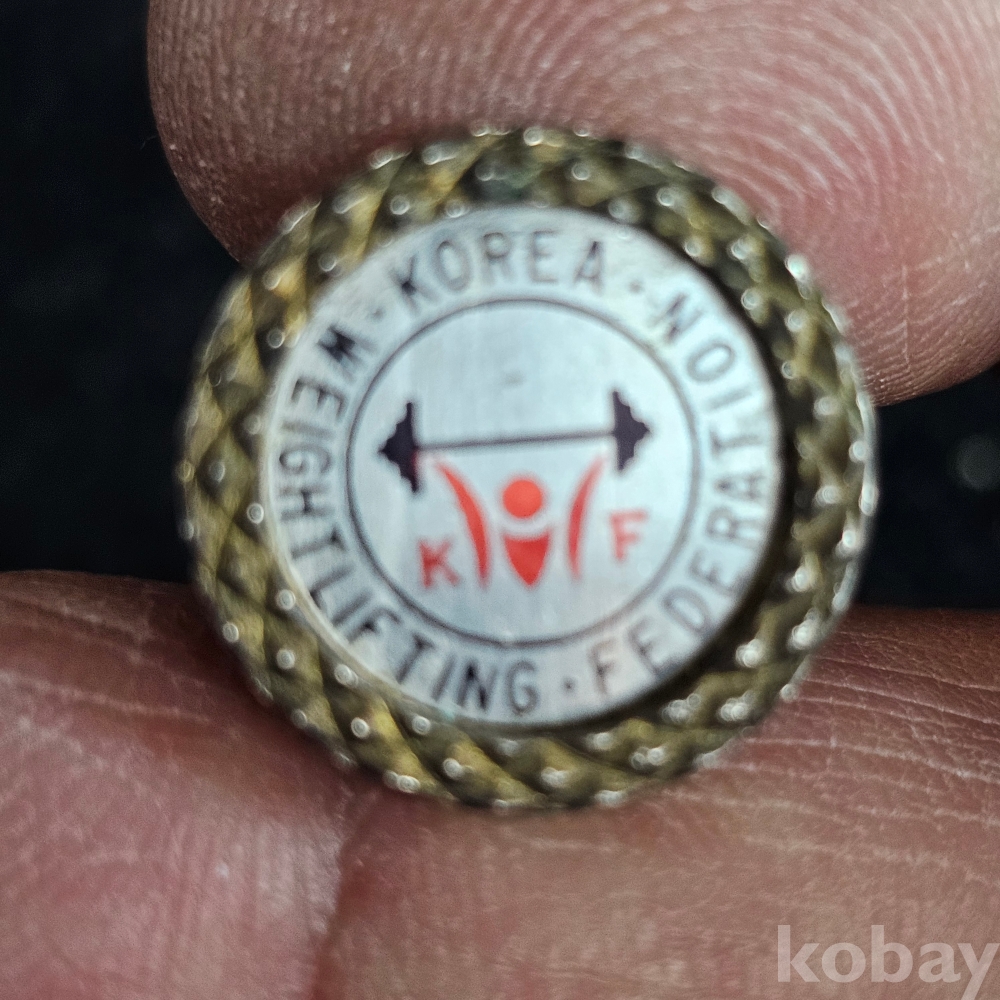 · KOREA ·
WEIGHTLIFTING · FEDERATION
K F
kobay